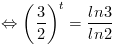 ⇔ (3/2)^t = ln3/ln2